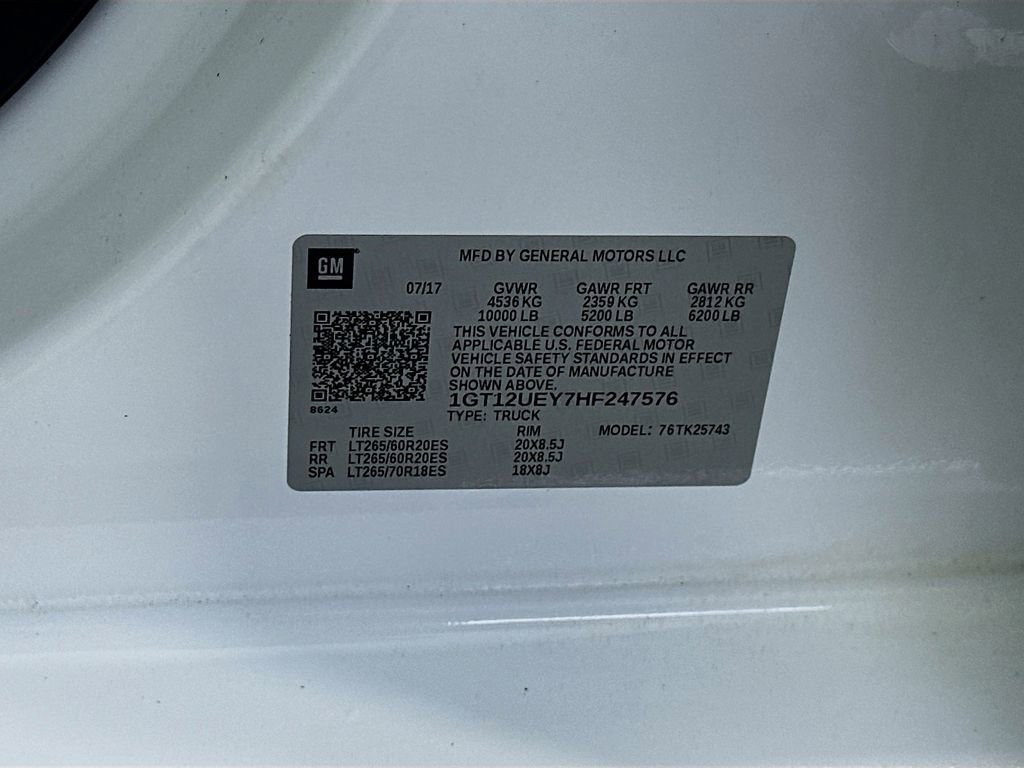 GM
MFD BY GENERAL MOTORS LLC
07/17 GVWR GAWR FRT GAWR RR
4536 KG 2359 KG 2812 KG
10000 LB 5200 LB 6200 LB
THIS VEHICLE CONFORMS TO ALL
APPLICABLE U.S. FEDERAL MOTOR
VEHICLE SAFETY STANDARDS IN EFFECT
ON THE DATE OF MANUFACTURE
SHOWN ABOVE.
1GT12UEY7HF247576
8624
TYPE: TRUCK
TIRE SIZE RIM MODEL: 76TK25743
FRT LT265/60R20ES 20X8.5J
RR LT265/60R20ES 20X8.5J
SPA LT265/70R18ES 18X8J